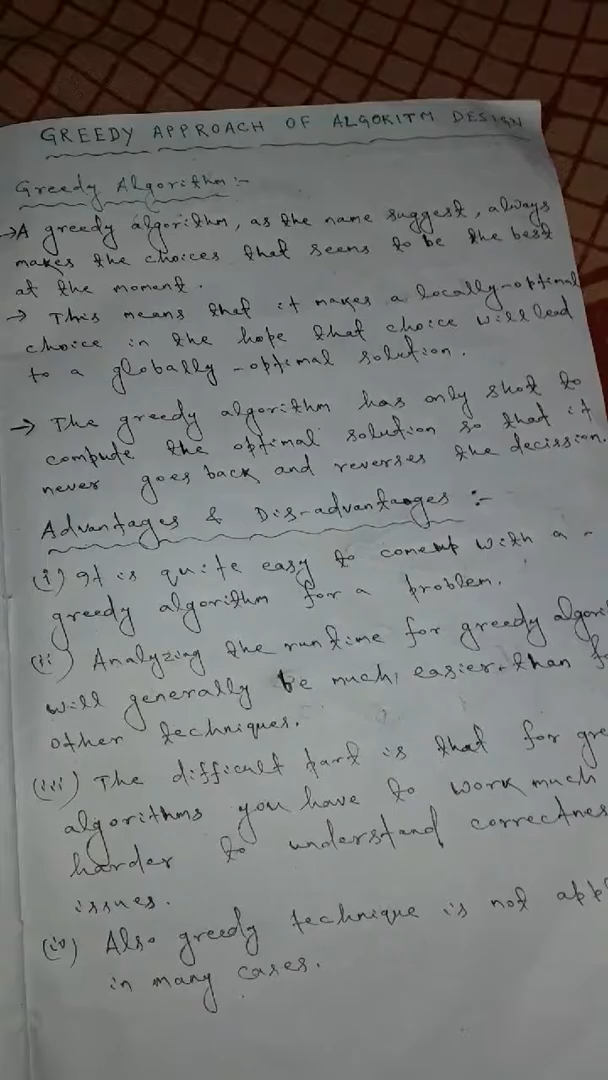 GREEDY APPROACH OF ALGORITM DESIGN
Greedy Algorithm :-
→ A greedy algorithm, as the name suggest, always
makes the choices that seems to be the best
at the moment.
→ This means that it makes a locally-optimal
choice in the hope that choice will lead
to a globally-optimal solution.
→ The greedy algorithm has only shot to
compute the optimal solution so that it
never goes back and reverses the decission.
Advantages & Dis-advantages :-
(i) It is quite easy to come up with a
greedy algorithm for a problem.
(ii) Analyzing the run time for greedy algori
will generally be much easier than fo
other techniques.
(iii) The difficult part is that for gre
algorithms you have to work much
harder to understand correctnes
issues.
(iv) Also greedy technique is not appl
in many cases.